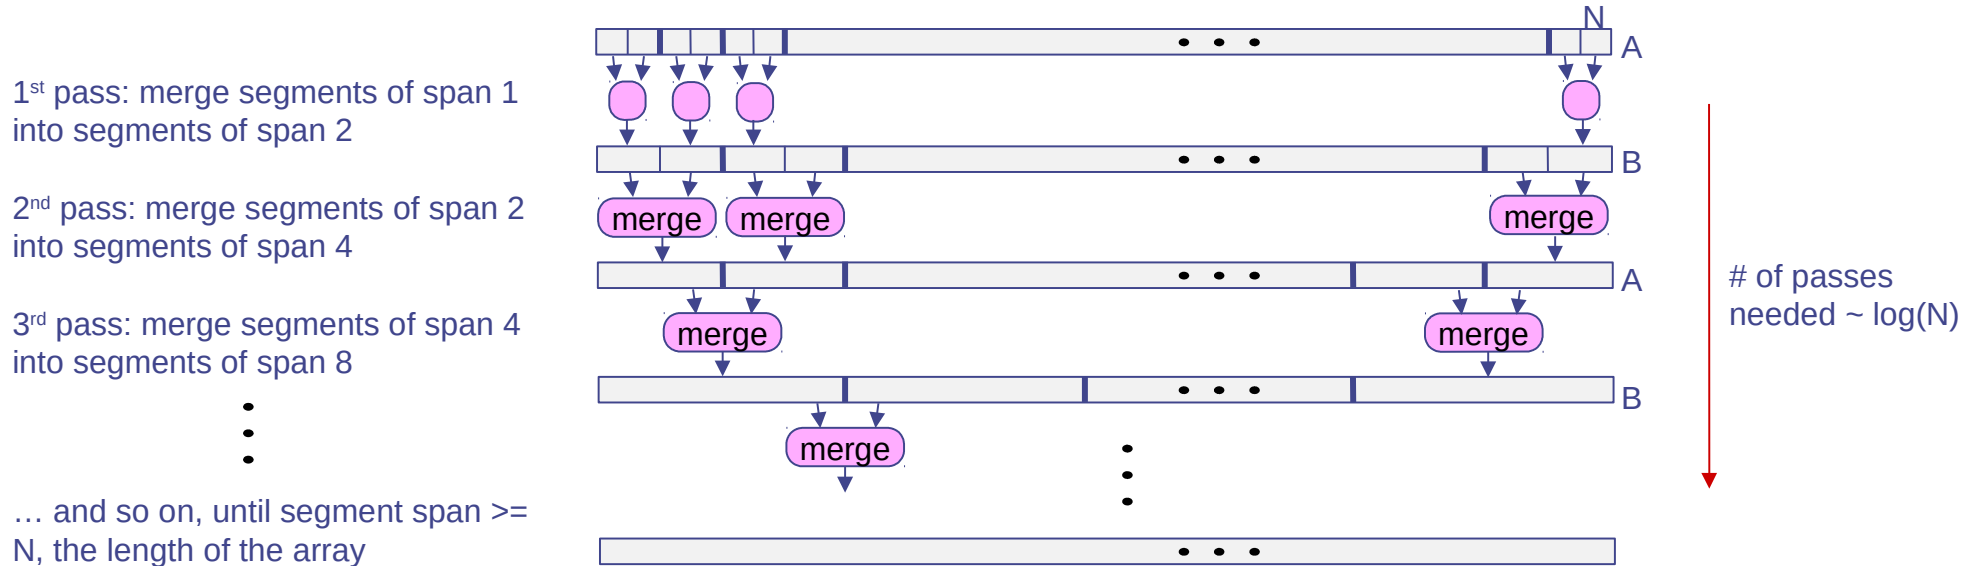 N
A
1st pass: merge segments of span 1
into segments of span 2
B
2nd pass: merge segments of span 2
into segments of span 4
merge merge merge
A
# of passes
needed ~ log(N)
3rd pass: merge segments of span 4
into segments of span 8
merge merge
B
merge
… and so on, until segment span >=
N, the length of the array